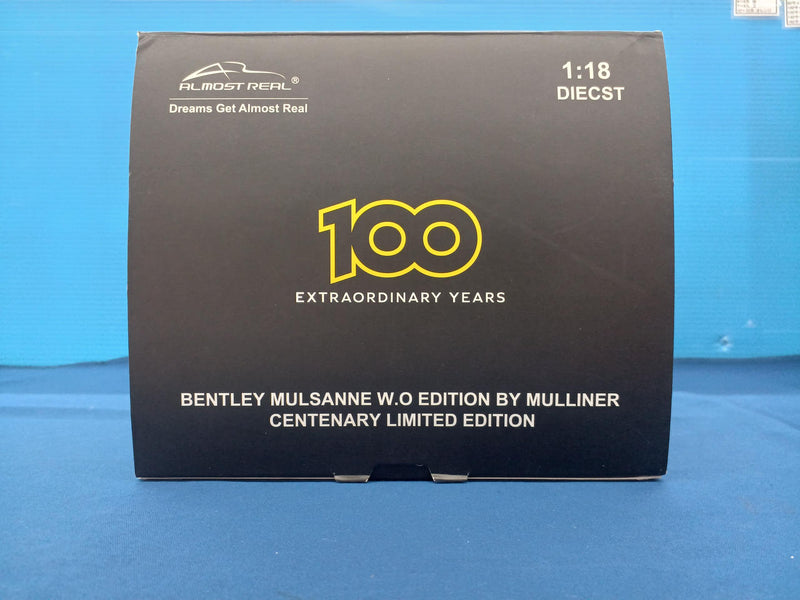 ALMOST REAL®
Dreams Get Almost Real
1:18
DIECST
100
EXTRAORDINARY YEARS
BENTLEY MULSANNE W.O EDITION BY MULLINER
CENTENARY LIMITED EDITION